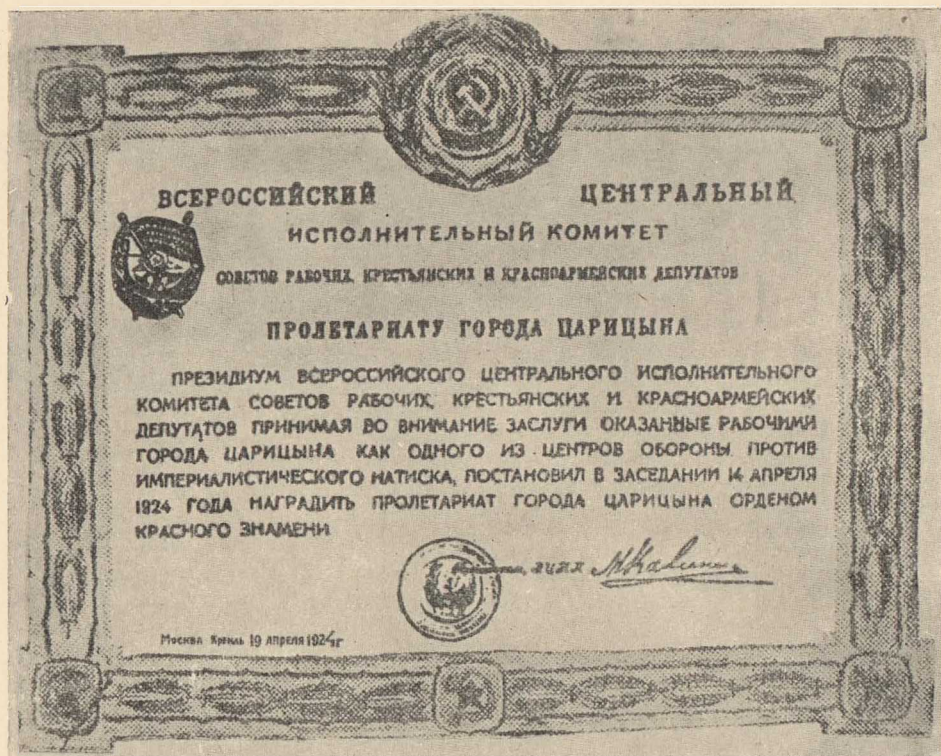 ВСЕРОССИЙСКИЙ ЦЕНТРАЛЬНЫЙ
ИСПОЛНИТЕЛЬНЫЙ КОМИТЕТ
СОВЕТОВ РАБОЧИХ, КРЕСТЬЯНСКИХ И КРАСНОАРМЕЙСКИХ ДЕПУТАТОВ
ПРОЛЕТАРИАТУ ГОРОДА ЦАРИЦЫНА
ПРЕЗИДИУМ ВСЕРОССИЙСКОГО ЦЕНТРАЛЬНОГО ИСПОЛНИТЕЛЬНОГО
КОМИТЕТА СОВЕТОВ РАБОЧИХ, КРЕСТЬЯНСКИХ И КРАСНОАРМЕЙСКИХ
ДЕПУТАТОВ ПРИНИМАЯ ВО ВНИМАНИЕ ЗАСЛУГИ ОКАЗАННЫЕ РАБОЧИМИ
ГОРОДА ЦАРИЦЫНА КАК ОДНОГО ИЗ ЦЕНТРОВ ОБОРОНЫ ПРОТИВ
ИМПЕРИАЛИСТИЧЕСКОГО НАТИСКА, ПОСТАНОВИЛ В ЗАСЕДАНИИ 14 АПРЕЛЯ
1924 ГОДА НАГРАДИТЬ ПРОЛЕТАРИАТ ГОРОДА ЦАРИЦЫНА ОРДЕНОМ
КРАСНОГО ЗНАМЕНИ
М Калинин
Москва Кремль 19 апреля 1924 г